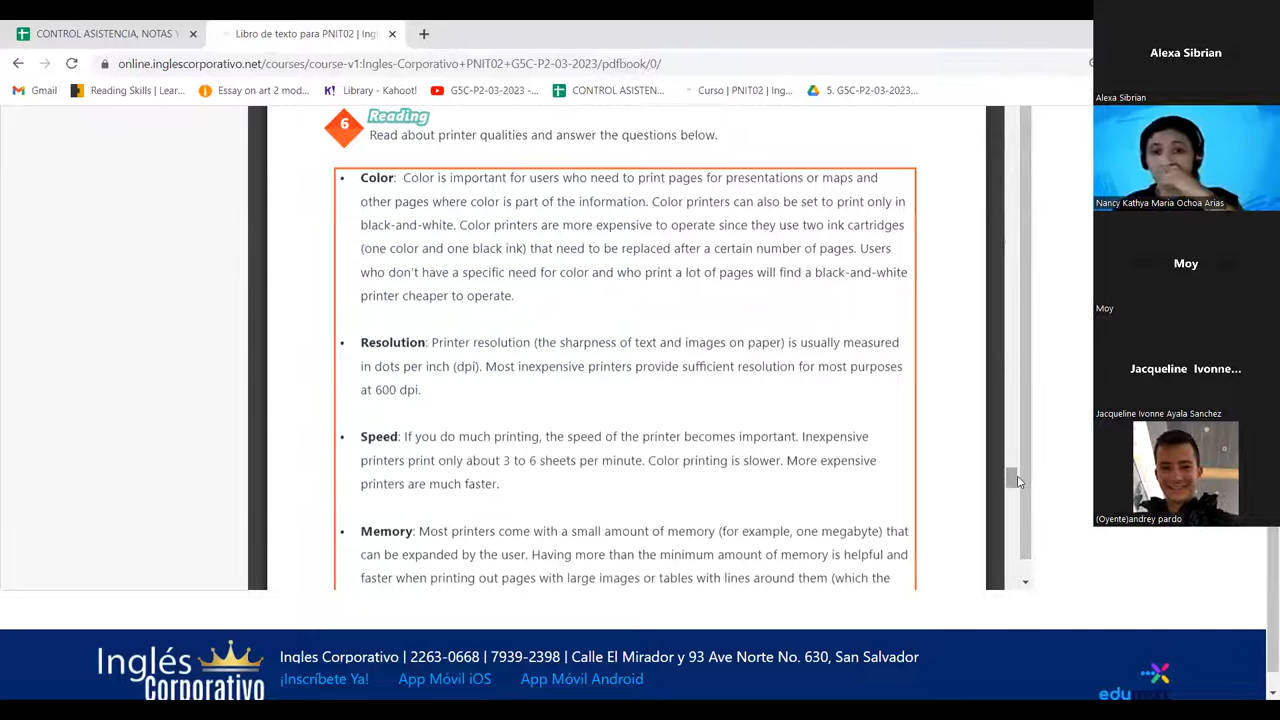 CONTROL ASISTENCIA, NOTAS
Libro de texto para PNIT02 | Ingl
online.inglescorporativo.net/courses/course-v1:Ingles-Corporativo+PNIT02+G5C-P2-03-2023/pdfbook/0/
Gmail
Reading Skills | Lear...
Essay on art 2 mod...
Library - Kahoot!
G5C-P2-03-2023 -...
CONTROL ASISTEN...
Curso | PNIT02 | Ing...
5. G5C-P2-03-2023...
6
Reading
Read about printer qualities and answer the questions below.
• Color: Color is important for users who need to print pages for presentations or maps and
other pages where color is part of the information. Color printers can also be set to print only in
black-and-white. Color printers are more expensive to operate since they use two ink cartridges
(one color and one black ink) that need to be replaced after a certain number of pages. Users
who don't have a specific need for color and who print a lot of pages will find a black-and-white
printer cheaper to operate.
• Resolution: Printer resolution (the sharpness of text and images on paper) is usually measured
in dots per inch (dpi). Most inexpensive printers provide sufficient resolution for most purposes
at 600 dpi.
• Speed: If you do much printing, the speed of the printer becomes important. Inexpensive
printers print only about 3 to 6 sheets per minute. Color printing is slower. More expensive
printers are much faster.
• Memory: Most printers come with a small amount of memory (for example, one megabyte) that
can be expanded by the user. Having more than the minimum amount of memory is helpful and
faster when printing out pages with large images or tables with lines around them (which the
Alexa Sibrian
Alexa Sibrian
Nancy Kathya Maria Ochoa Arias
Moy
Moy
Jacqueline Ivonne...
Jacqueline Ivonne Ayala Sanchez
(Oyente)andrey pardo
Inglés
Corporativo
Ingles Corporativo | 2263-0668 | 7939-2398 | Calle El Mirador y 93 Ave Norte No. 630, San Salvador
¡Inscríbete Ya!
App Móvil iOS
App Móvil Android